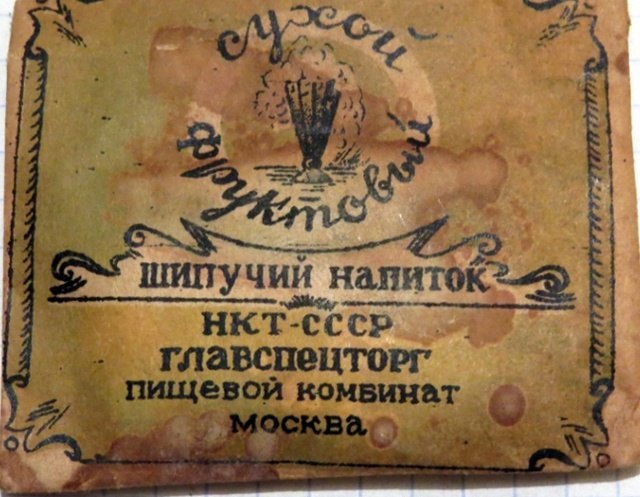 сухой
фруктовый
ШИПУЧИЙ НАПИТОК
НКТ-СССР
ГЛАВСПЕЦТОРГ
ПИЩЕВОЙ КОМБИНАТ
МОСКВА